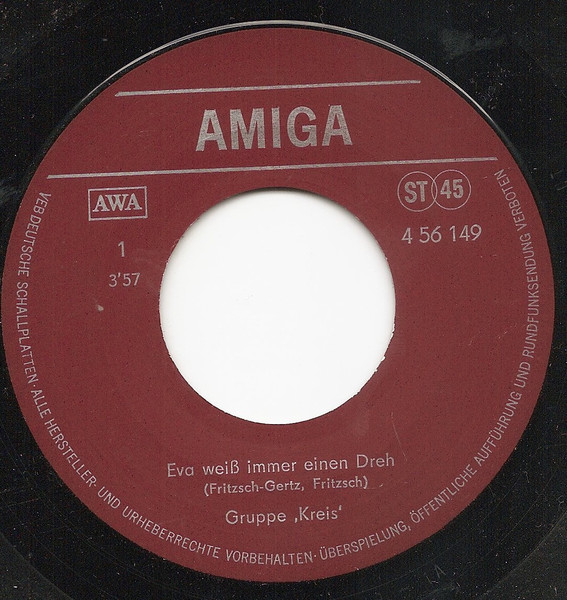 AMIGA
AWA
ST 45
1
3'57
4 56 149
Eva weiß immer einen Dreh
(Fritzsch-Gertz, Fritzsch)
Gruppe ‚Kreis‘
VEB DEUTSCHE SCHALLPLATTEN · ALLE HERSTELLER- UND URHEBERRECHTE VORBEHALTEN · ÜBERSPIELUNG, ÖFFENTLICHE AUFFÜHRUNG UND RUNDFUNKSENDUNG VERBOTEN